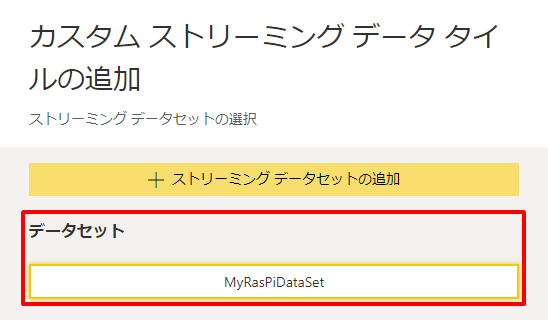 カスタム ストリーミング データ タイ
ルの追加
ストリーミング データセットの選択
＋ ストリーミング データセットの追加
データセット
MyRasPiDataSet